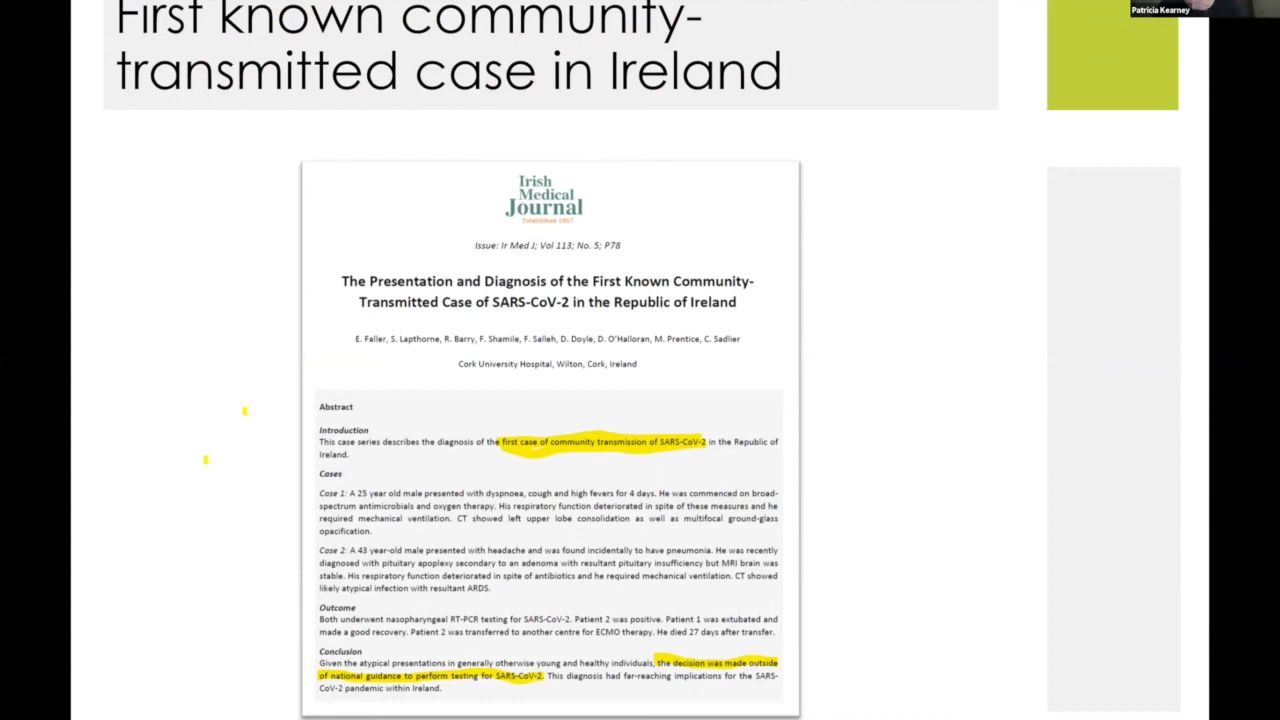 Patricia Kearney
First known community-
transmitted case in Ireland
Irish
Medical
Journal
Established 1867
Issue: Ir Med J; Vol 113; No. 5; P78
The Presentation and Diagnosis of the First Known Community-
Transmitted Case of SARS-CoV-2 in the Republic of Ireland
E. Faller, S. Lapthorne, R. Barry, F. Shamile, F. Salleh, D. Doyle, D. O'Halloran, M. Prentice, C. Sadlier
Cork University Hospital, Wilton, Cork, Ireland
Abstract
Introduction
This case series describes the diagnosis of the first case of community transmission of SARS-CoV-2 in the Republic of
Ireland.
Cases
Case 1: A 25 year old male presented with dyspnoea, cough and high fevers for 4 days. He was commenced on broad-
spectrum antimicrobials and oxygen therapy. His respiratory function deteriorated in spite of these measures and he
required mechanical ventilation. CT showed left upper lobe consolidation as well as multifocal ground-glass
opacification.
Case 2: A 43 year-old male presented with headache and was found incidentally to have pneumonia. He was recently
diagnosed with pituitary apoplexy secondary to an adenoma with resultant pituitary insufficiency but MRI brain was
stable. His respiratory function deteriorated in spite of antibiotics and he required mechanical ventilation. CT showed
likely atypical infection with resultant ARDS.
Outcome
Both underwent nasopharyngeal RT-PCR testing for SARS-CoV-2. Patient 2 was positive. Patient 1 was extubated and
made a good recovery. Patient 2 was transferred to another centre for ECMO therapy. He died 27 days after transfer.
Conclusion
Given the atypical presentations in generally otherwise young and healthy individuals, the decision was made outside
of national guidance to perform testing for SARS-CoV-2. This diagnosis had far-reaching implications for the SARS-
CoV-2 pandemic within Ireland.